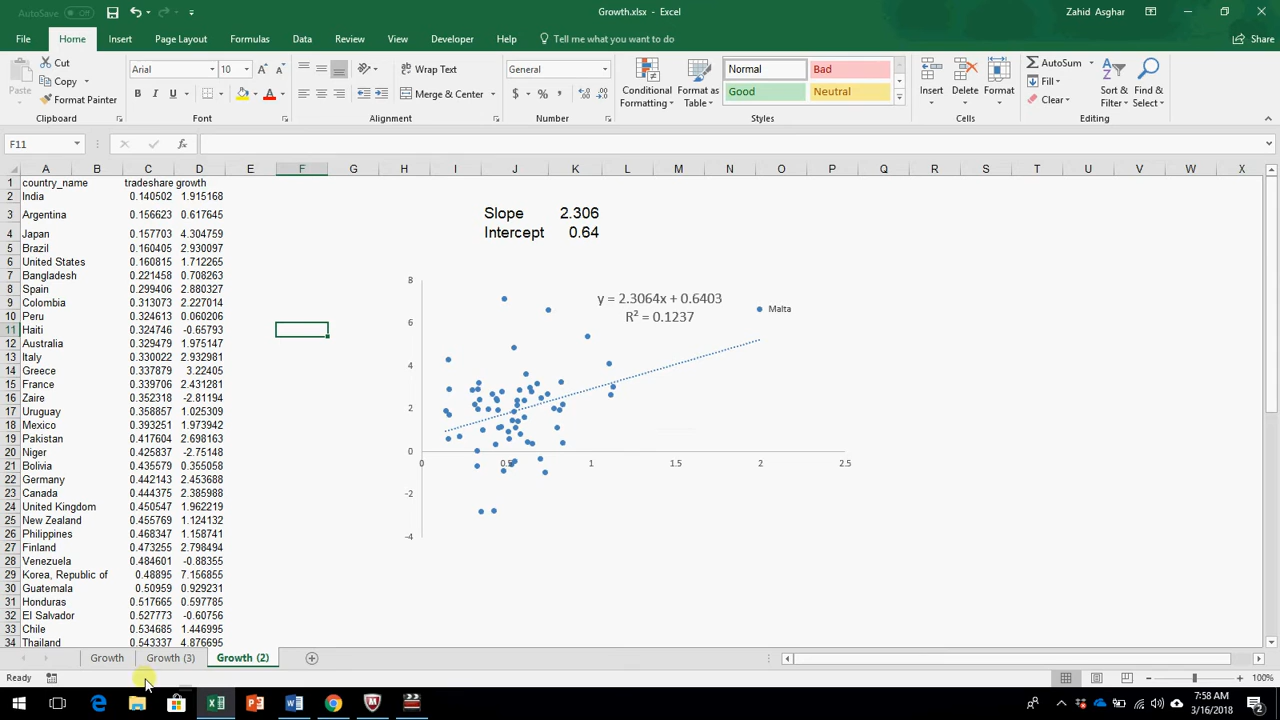 AutoSave Off
Growth.xlsx - Excel
Zahid Asghar
File Home Insert Page Layout Formulas Data Review View Developer Help Tell me what you want to do Share
Paste
Cut
Copy
Format Painter
Clipboard
Arial 10
B I U
Font
Wrap Text
Merge & Center
Alignment
General
$ % ,
Number
Conditional Formatting
Format as Table
Normal Bad
Good Neutral
Styles
Insert Delete Format
Cells
AutoSum
Fill
Clear
Sort & Filter
Find & Select
Editing
F11 fx
A B C D E F G H I J K L M N O P Q R S T U V W X
1 country_name tradeshare growth
2 India 0.140502 1.915168
3 Argentina 0.156623 0.617645
4 Japan 0.157703 4.304759
5 Brazil 0.160405 2.930097
6 United States 0.160815 1.712265
7 Bangladesh 0.221458 0.708263
8 Spain 0.299406 2.880327
9 Colombia 0.313073 2.227014
10 Peru 0.324613 0.060206
11 Haiti 0.324746 -0.65793
12 Australia 0.329479 1.975147
13 Italy 0.330022 2.932981
14 Greece 0.337879 3.22405
15 France 0.339706 2.431281
16 Zaire 0.352318 -2.81194
17 Uruguay 0.358857 1.025309
18 Mexico 0.393251 1.973942
19 Pakistan 0.417604 2.698163
20 Niger 0.425837 -2.75148
21 Bolivia 0.435579 0.355058
22 Germany 0.442143 2.453688
23 Canada 0.444375 2.385988
24 United Kingdom 0.450547 1.962219
25 New Zealand 0.455769 1.124132
26 Philippines 0.468347 1.158741
27 Finland 0.473255 2.798494
28 Venezuela 0.484601 -0.88355
29 Korea, Republic of 0.48895 7.156855
30 Guatemala 0.50959 0.929231
31 Honduras 0.517665 0.597785
32 El Salvador 0.527773 -0.60756
33 Chile 0.534685 1.446995
34 Thailand 0.543337 4.876695
Slope 2.306
Intercept 0.64
8
y = 2.3064x + 0.6403
R² = 0.1237
Malta
6
4
2
0
0 0.5 1 1.5 2 2.5
-2
-4
Growth Growth (3) Growth (2)
Ready
100%
7:58 AM
3/16/2018
2